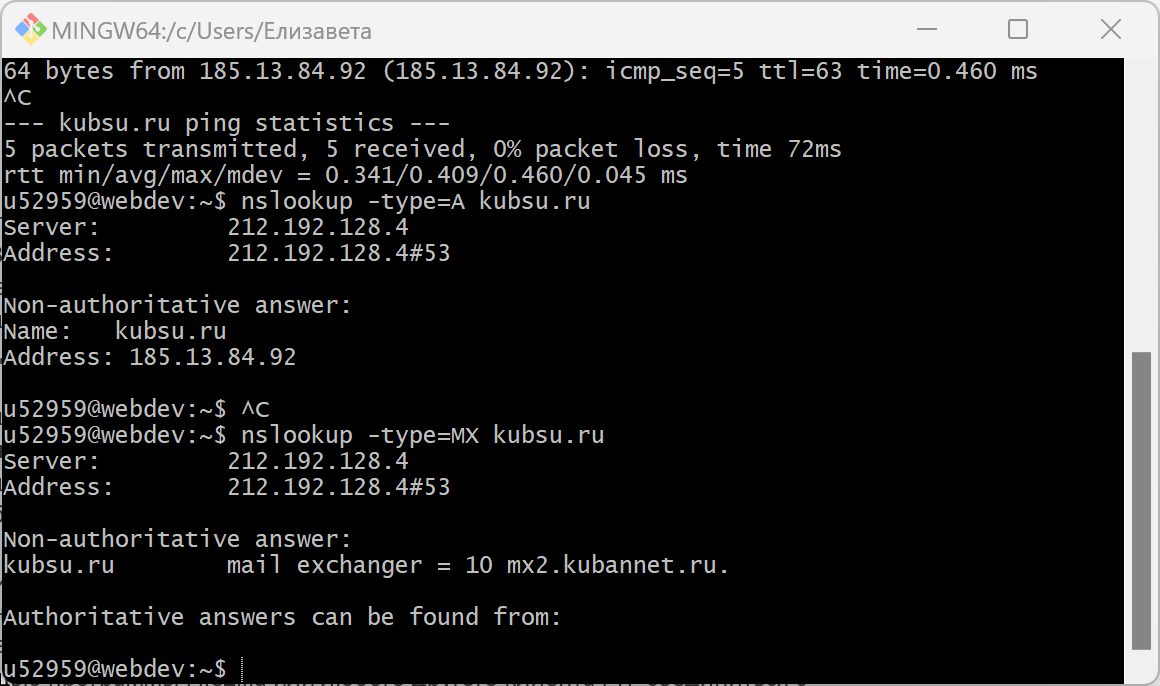 MINGW64:/c/Users/Елизавета
64 bytes from 185.13.84.92 (185.13.84.92): icmp_seq=5 ttl=63 time=0.460 ms
^C
--- kubsu.ru ping statistics ---
5 packets transmitted, 5 received, 0% packet loss, time 72ms
rtt min/avg/max/mdev = 0.341/0.409/0.460/0.045 ms
u52959@webdev:~$ nslookup -type=A kubsu.ru
Server:         212.192.128.4
Address:        212.192.128.4#53

Non-authoritative answer:
Name:   kubsu.ru
Address: 185.13.84.92

u52959@webdev:~$ ^C
u52959@webdev:~$ nslookup -type=MX kubsu.ru
Server:         212.192.128.4
Address:        212.192.128.4#53

Non-authoritative answer:
kubsu.ru        mail exchanger = 10 mx2.kubannet.ru.

Authoritative answers can be found from:

u52959@webdev:~$